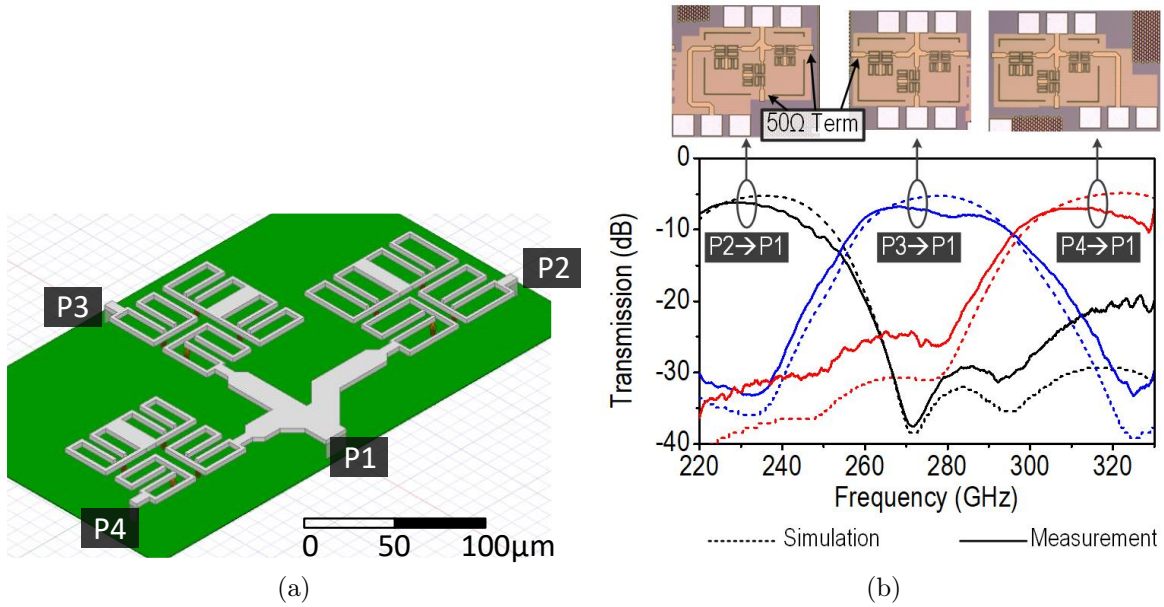 P2
P3
P1
P4
0 50 100μm
(a)
(b)
50Ω Term
0
-10
-20
-30
-40
Transmission (dB)
P2→P1 P3→P1 P4→P1
220 240 260 280 300 320
Frequency (GHz)
Simulation Measurement